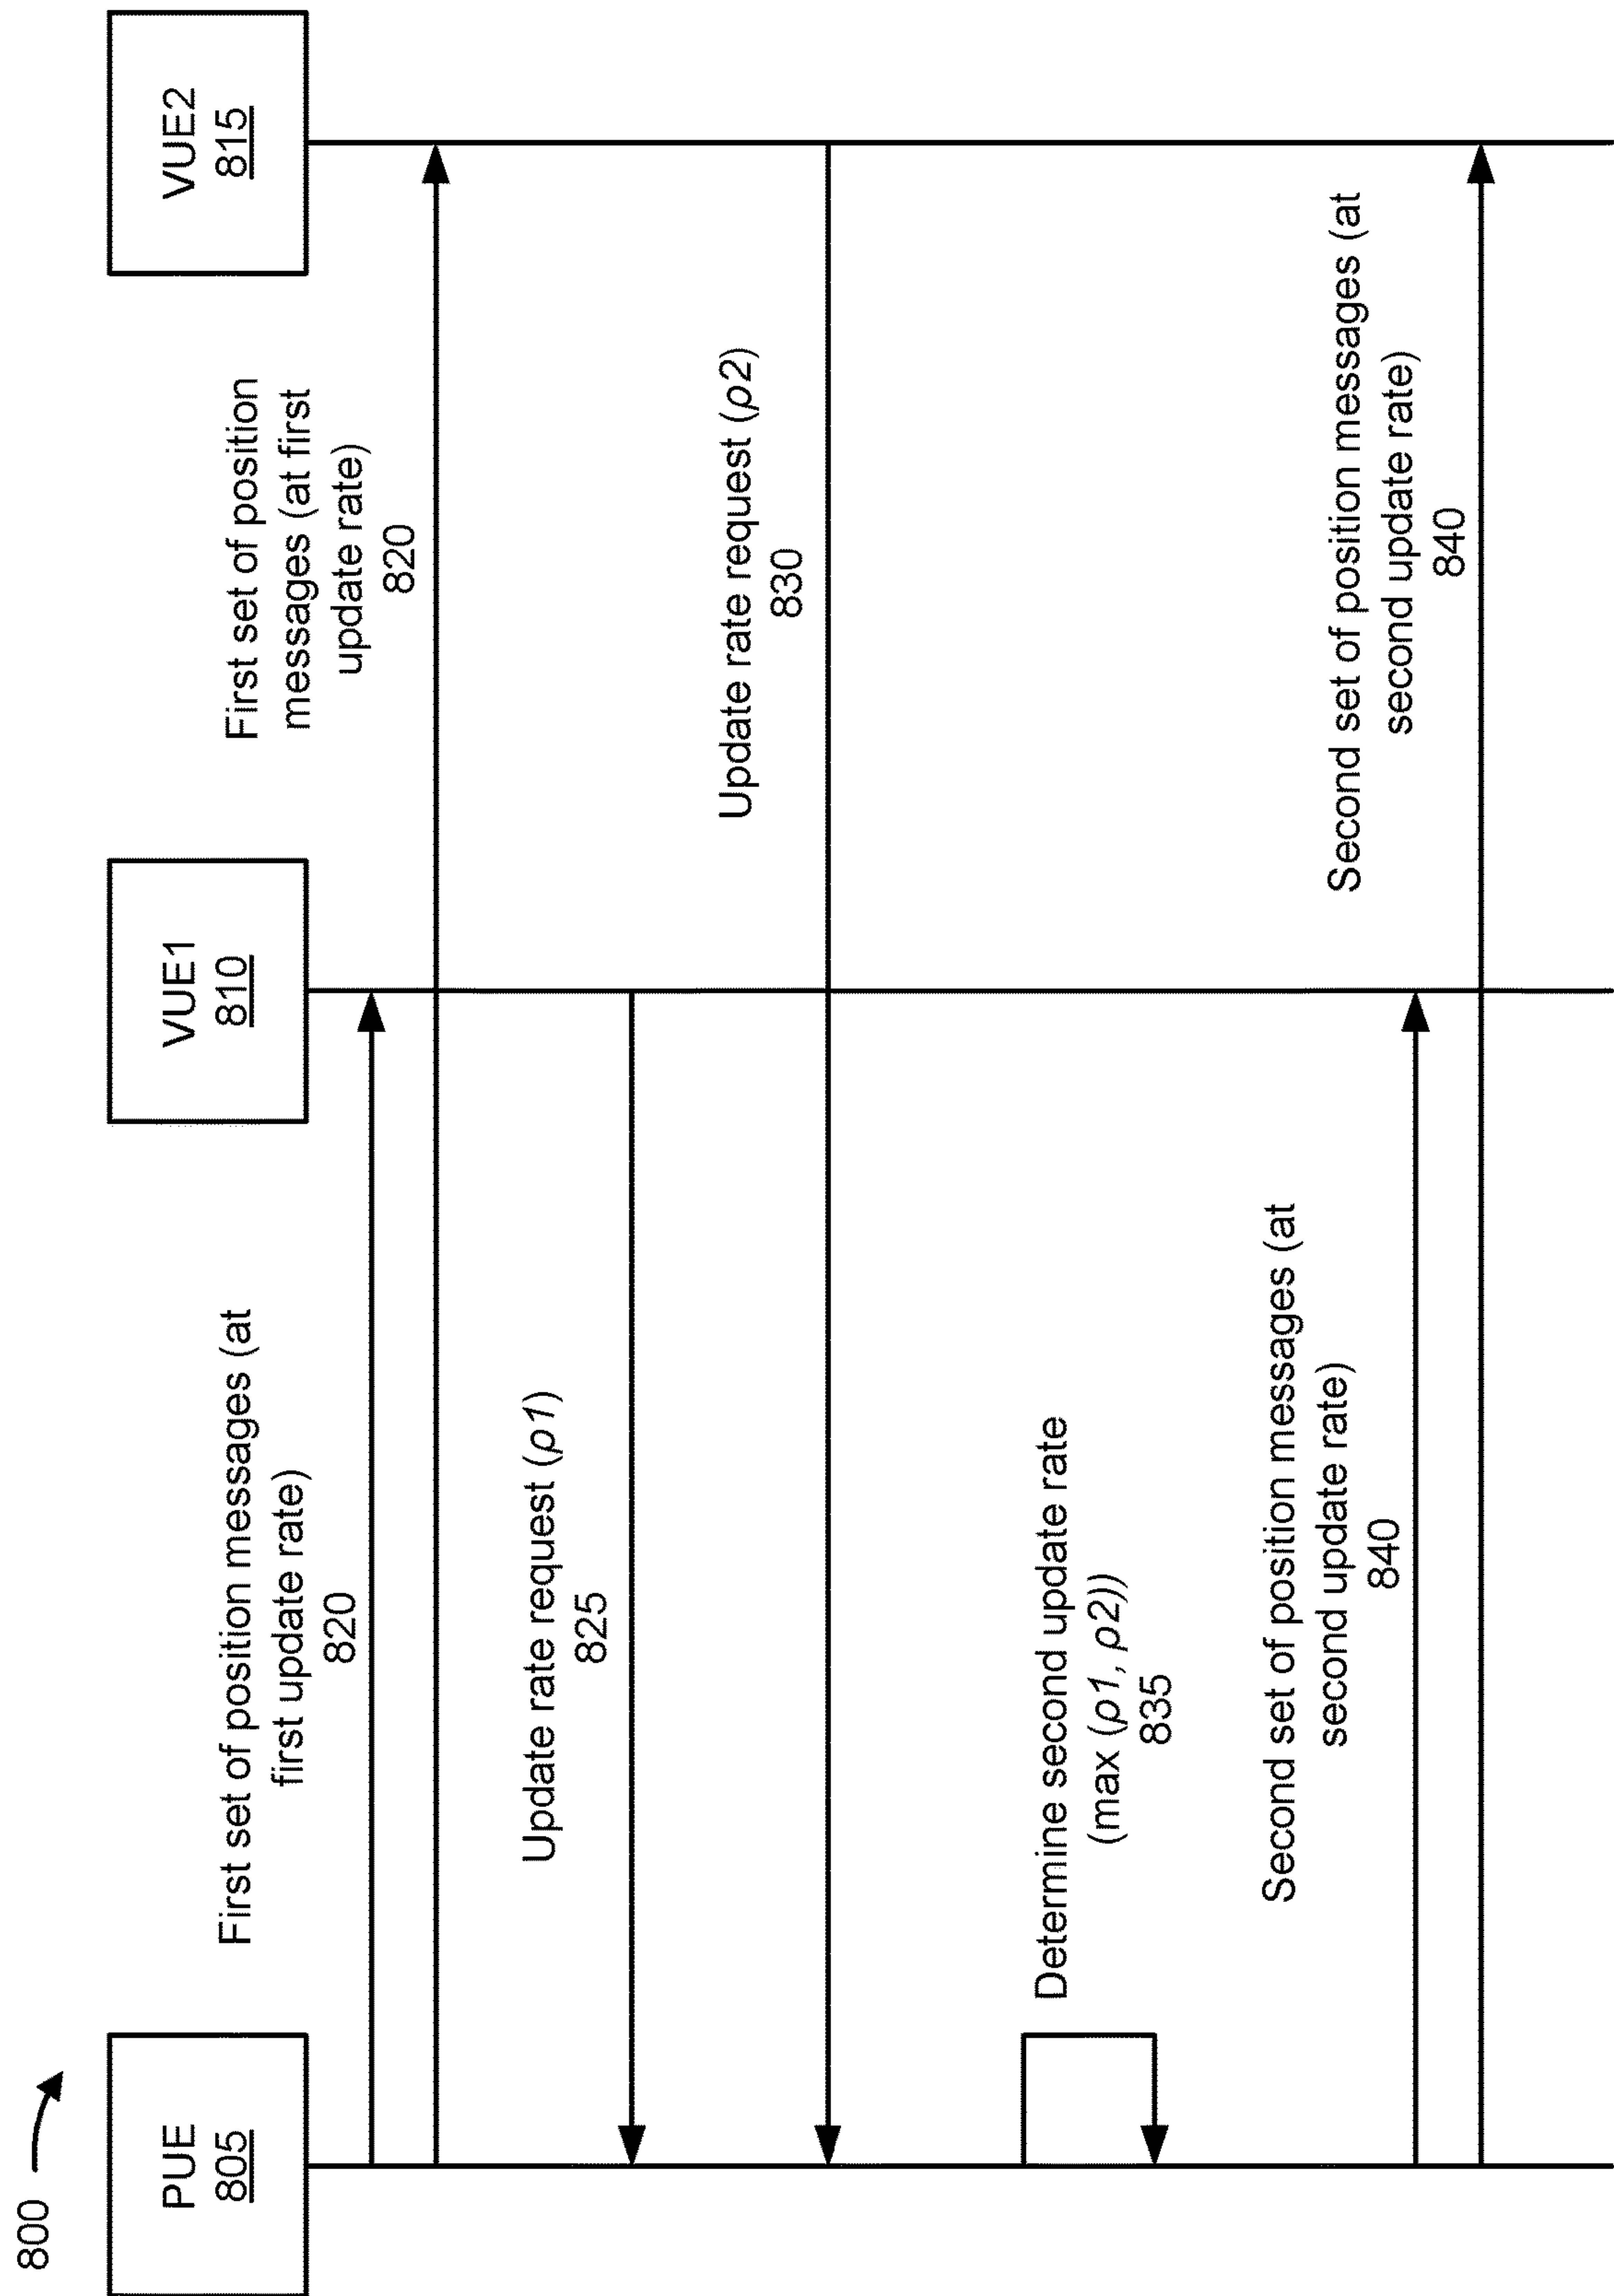 800
PUE
805
VUE1
810
VUE2
815
First set of position messages (at
first update rate)
820
First set of position
messages (at first
update rate)
820
Update rate request (ρ1)
825
Update rate request (ρ2)
830
Determine second update rate
(max (ρ1, ρ2))
835
Second set of position messages (at
second update rate)
840
Second set of position messages (at
second update rate)
840